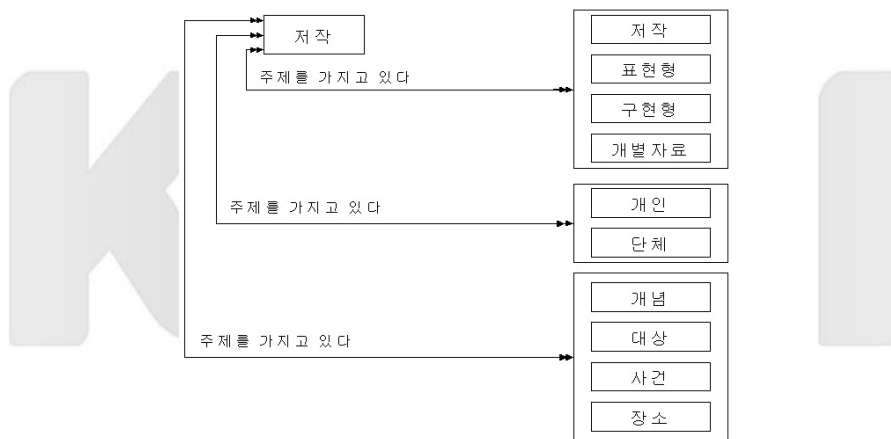 저작
저작
표현형
주제를 가지고 있다
구현형
개별자료
개인
주제를 가지고 있다
단체
개념
대상
주제를 가지고 있다
사건
장소